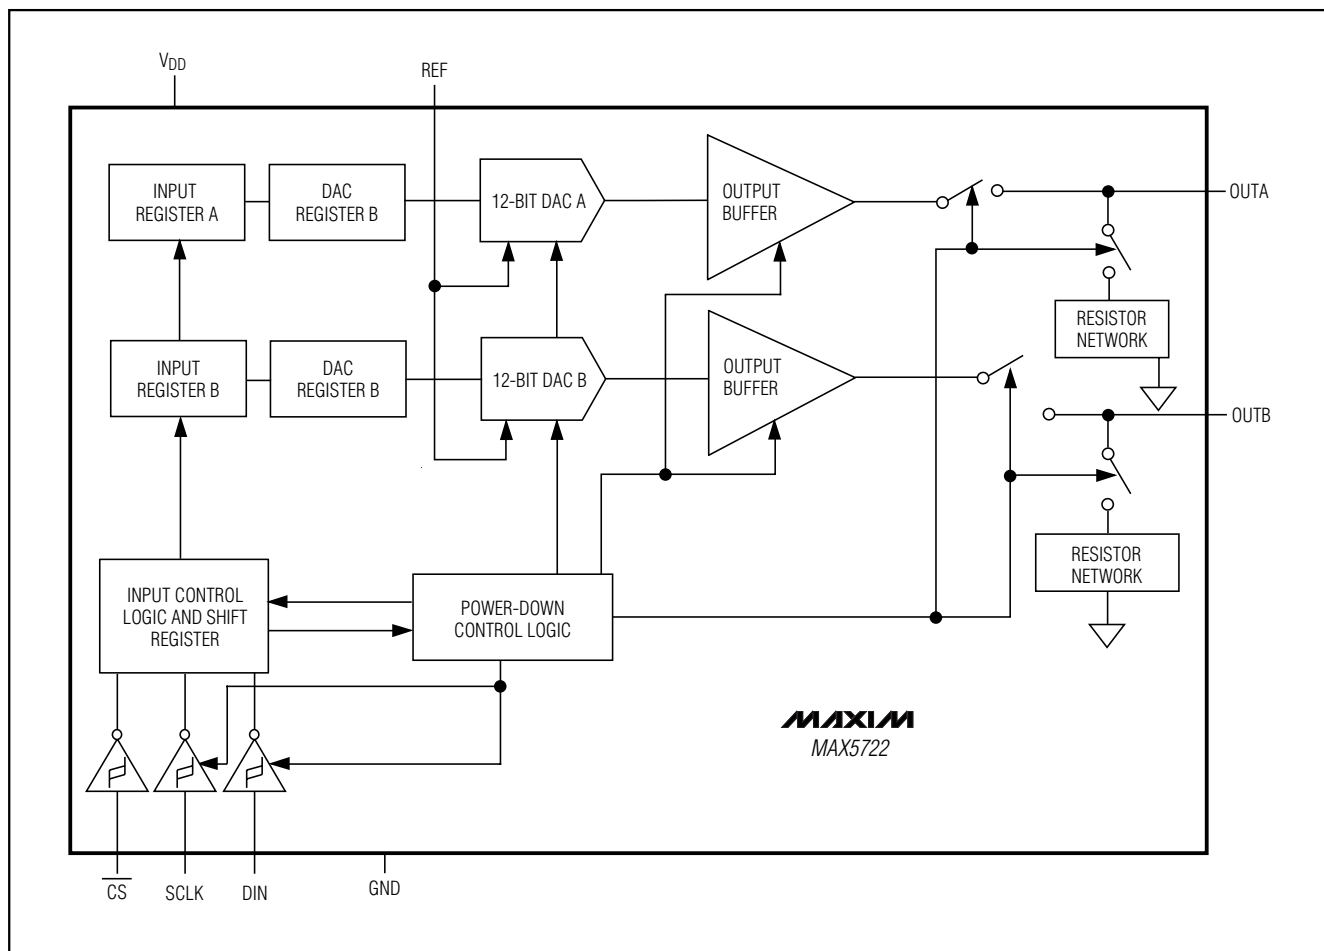 VDD
REF
INPUT
REGISTER A
DAC
REGISTER B
12-BIT DAC A
OUTPUT
BUFFER
OUTA
RESISTOR
NETWORK
INPUT
REGISTER B
DAC
REGISTER B
12-BIT DAC B
OUTPUT
BUFFER
OUTB
RESISTOR
NETWORK
INPUT CONTROL
LOGIC AND SHIFT
REGISTER
POWER-DOWN
CONTROL LOGIC
MAXIM
MAX5722
CS
SCLK
DIN
GND